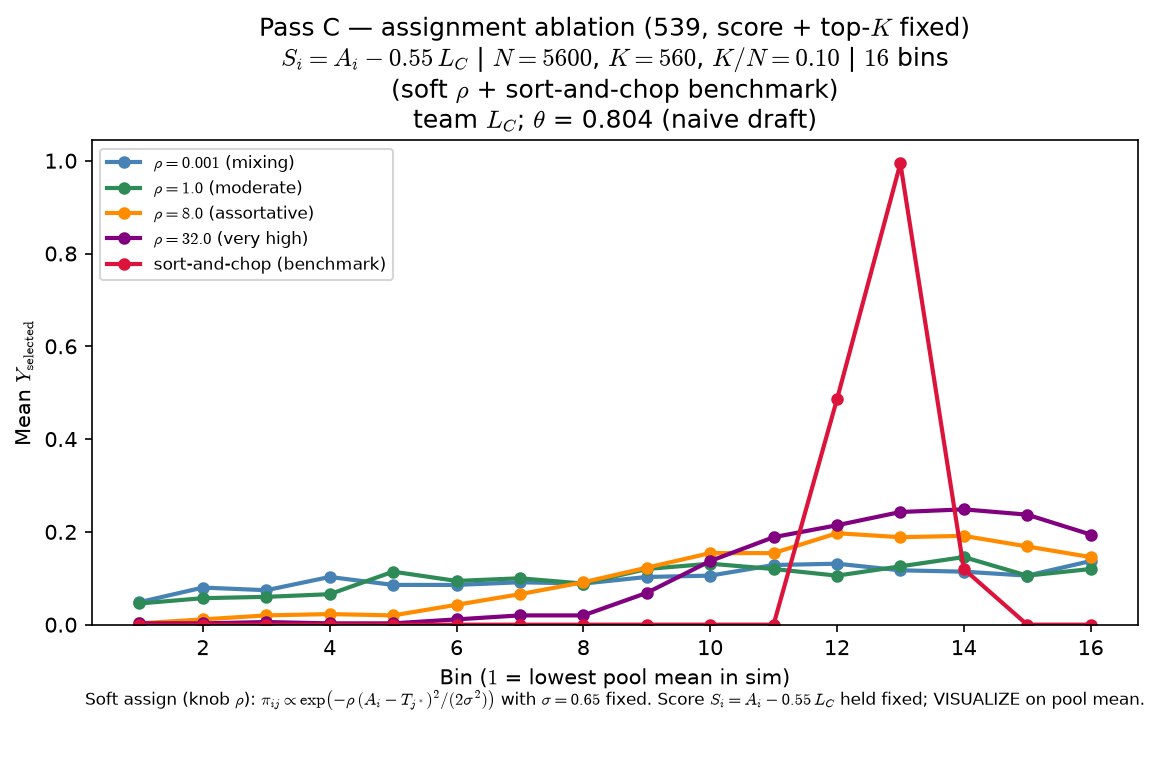 Pass C — assignment ablation (539, score + top-K fixed)
S_i = A_i − 0.55 L_C | N = 5600, K = 560, K/N = 0.10 | 16 bins
(soft ρ + sort-and-chop benchmark)
team L_C; θ = 0.804 (naive draft)
ρ = 0.001 (mixing)
ρ = 1.0 (moderate)
ρ = 8.0 (assortative)
ρ = 32.0 (very high)
sort-and-chop (benchmark)
Mean Y_selected
1.0
0.8
0.6
0.4
0.2
0.0
2 4 6 8 10 12 14 16
Bin (1 = lowest pool mean in sim)
Soft assign (knob ρ): π_ij ∝ exp(−ρ (A_i − T_j*)²/(2σ²)) with σ = 0.65 fixed. Score S_i = A_i − 0.55 L_C held fixed; VISUALIZE on pool mean.